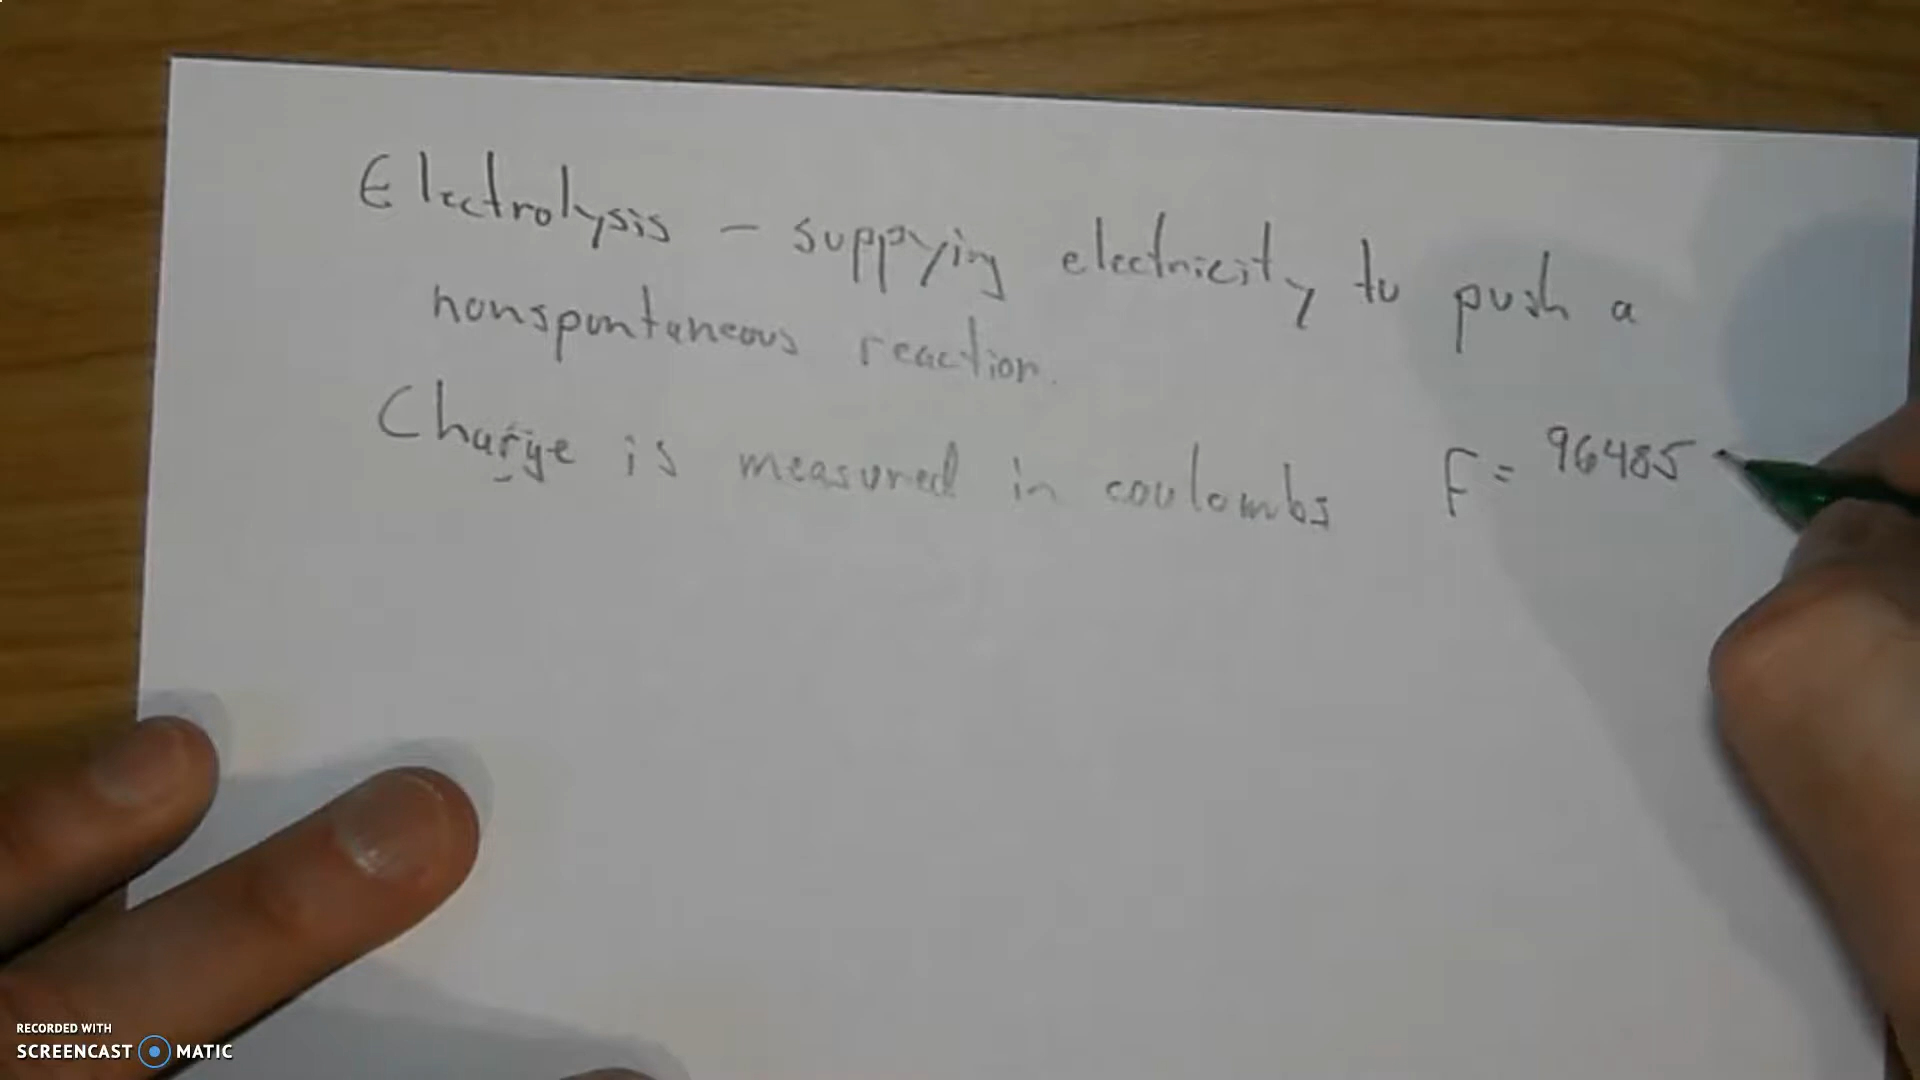 Electrolysis - suppying electricity to push a
nonspontaneous reaction.
Charge is measured in coulombs F = 96485
RECORDED WITH
SCREENCAST MATIC